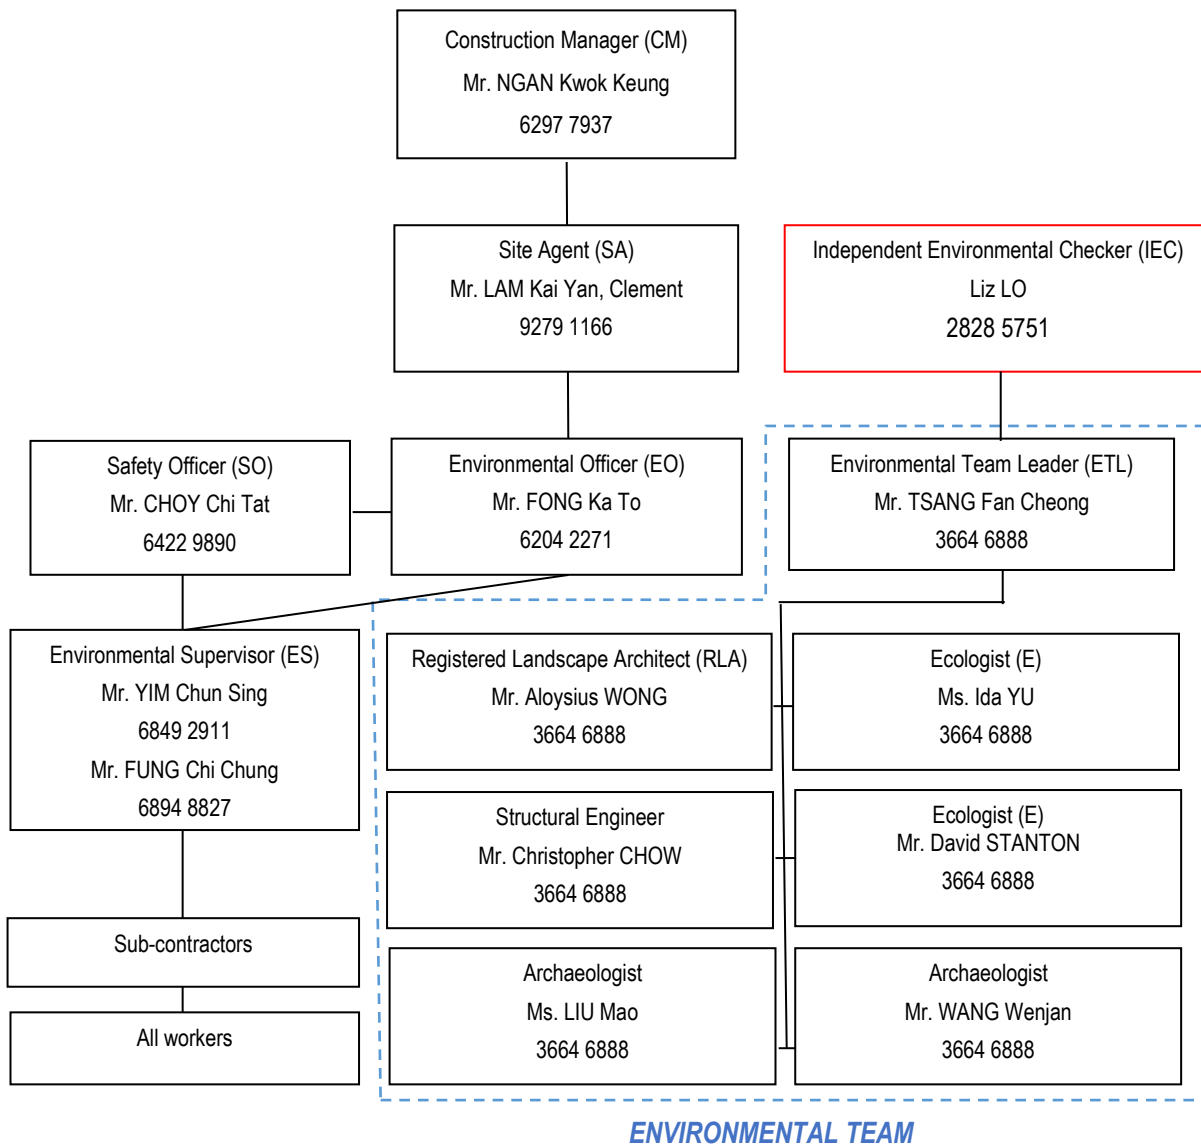 Construction Manager (CM)
Mr. NGAN Kwok Keung
6297 7937
Site Agent (SA)
Mr. LAM Kai Yan, Clement
9279 1166
Independent Environmental Checker (IEC)
Liz LO
2828 5751
Safety Officer (SO)
Mr. CHOY Chi Tat
6422 9890
Environmental Officer (EO)
Mr. FONG Ka To
6204 2271
Environmental Team Leader (ETL)
Mr. TSANG Fan Cheong
3664 6888
Environmental Supervisor (ES)
Mr. YIM Chun Sing
6849 2911
Mr. FUNG Chi Chung
6894 8827
Registered Landscape Architect (RLA)
Mr. Aloysius WONG
3664 6888
Ecologist (E)
Ms. Ida YU
3664 6888
Structural Engineer
Mr. Christopher CHOW
3664 6888
Ecologist (E)
Mr. David STANTON
3664 6888
Sub-contractors
All workers
Archaeologist
Ms. LIU Mao
3664 6888
Archaeologist
Mr. WANG Wenjan
3664 6888
ENVIRONMENTAL TEAM